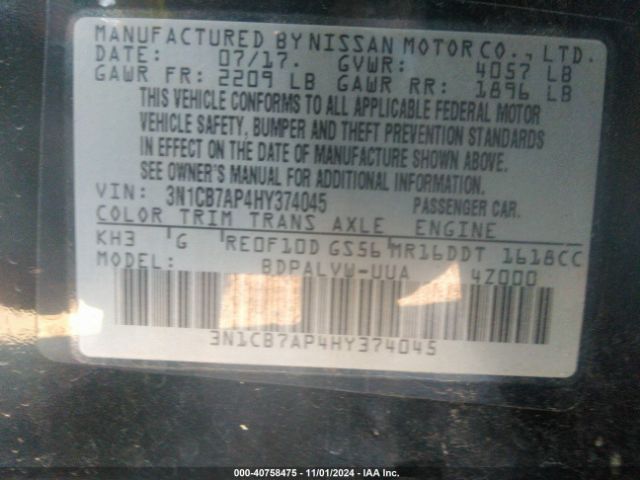 MANUFACTURED BY NISSAN MOTOR CO., LTD.
DATE: 07/17. GVWR: 4057 LB
GAWR FR: 2209 LB GAWR RR: 1896 LB
THIS VEHICLE CONFORMS TO ALL APPLICABLE FEDERAL MOTOR
VEHICLE SAFETY, BUMPER AND THEFT PREVENTION STANDARDS
IN EFFECT ON THE DATE OF MANUFACTURE SHOWN ABOVE.
SEE OWNER'S MANUAL FOR ADDITIONAL INFORMATION.
VIN: 3N1CB7AP4HY374045 PASSENGER CAR.
COLOR TRIM TRANS AXLE ENGINE
KH3 G RE0F10D GS56 MR16DDT 1618CC
MODEL: BDPALVW-UUA 4Z000
3N1CB7AP4HY374045
000-40758475 - 11/01/2024 - IAA Inc.